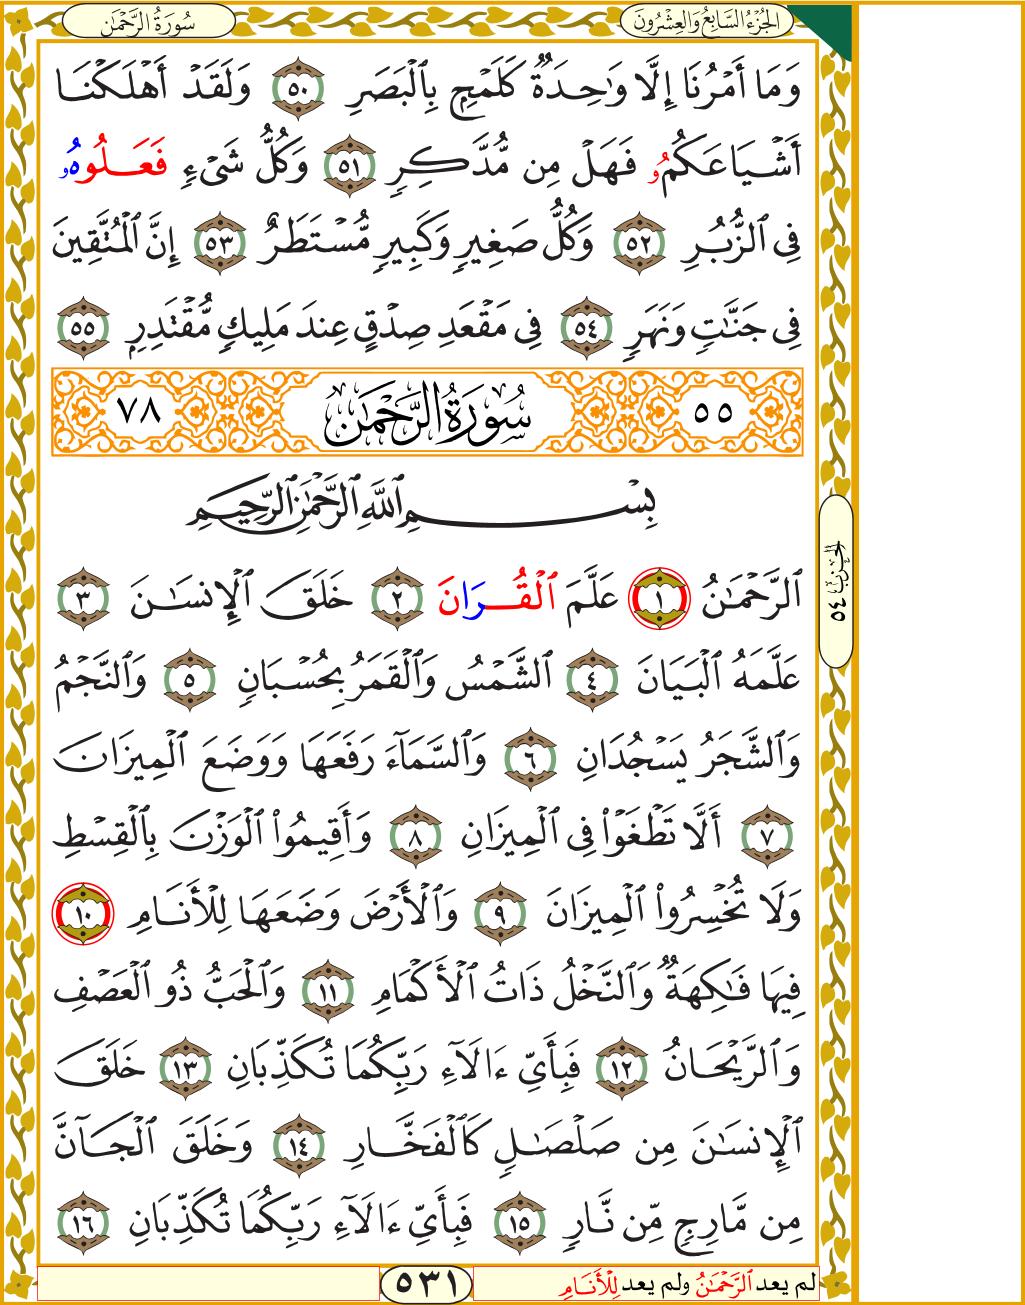 الجُزْءُ السَّابِعُ وَالعِشْرُونَ
سُورَةُ الرَّحْمٰن
وَمَا أَمْرُنَا إِلَّا وَٰحِدَةٌ كَلَمْحٍ بِٱلْبَصَرِ ٥٠ وَلَقَدْ أَهْلَكْنَا
أَشْيَاعَكُمُۥ فَهَلْ مِن مُّدَّكِرٍ ٥١ وَكُلُّ شَىْءٍ فَعَلُوهُۥ
فِى ٱلزُّبُرِ ٥٢ وَكُلُّ صَغِيرٍ وَكَبِيرٍ مُّسْتَطَرٌ ٥٣ إِنَّ ٱلْمُتَّقِينَ
فِى جَنَّٰتٍ وَنَهَرٍ ٥٤ فِى مَقْعَدِ صِدْقٍ عِندَ مَلِيكٍ مُّقْتَدِرٍ ٥٥
٥٥ سُورَةُ الرَّحْمٰن ٧٨
بِسْمِ ٱللَّهِ ٱلرَّحْمَٰنِ ٱلرَّحِيمِ
ٱلرَّحْمَٰنُ ١ عَلَّمَ ٱلْقُرَانَ ٢ خَلَقَ ٱلْإِنسَٰنَ ٣
عَلَّمَهُ ٱلْبَيَانَ ٤ ٱلشَّمْسُ وَٱلْقَمَرُ بِحُسْبَانٍ ٥ وَٱلنَّجْمُ
وَٱلشَّجَرُ يَسْجُدَانِ ٦ وَٱلسَّمَآءَ رَفَعَهَا وَوَضَعَ ٱلْمِيزَانَ
٧ أَلَّا تَطْغَوْا۟ فِى ٱلْمِيزَانِ ٨ وَأَقِيمُوا۟ ٱلْوَزْنَ بِٱلْقِسْطِ
وَلَا تُخْسِرُوا۟ ٱلْمِيزَانَ ٩ وَٱلْأَرْضَ وَضَعَهَا لِلْأَنَامِ ١٠
فِيهَا فَٰكِهَةٌ وَٱلنَّخْلُ ذَاتُ ٱلْأَكْمَامِ ١١ وَٱلْحَبُّ ذُو ٱلْعَصْفِ
وَٱلرَّيْحَانُ ١٢ فَبِأَىِّ ءَالَآءِ رَبِّكُمَا تُكَذِّبَانِ ١٣ خَلَقَ
ٱلْإِنسَٰنَ مِن صَلْصَٰلٍ كَٱلْفَخَّارِ ١٤ وَخَلَقَ ٱلْجَآنَّ
مِن مَّارِجٍ مِّن نَّارٍ ١٥ فَبِأَىِّ ءَالَآءِ رَبِّكُمَا تُكَذِّبَانِ ١٦
الحِزْبُ ٥٤
لم يعد ٱلرَّحْمَٰنُ ولم يعد لِلْأَنَامِ
٥٣١